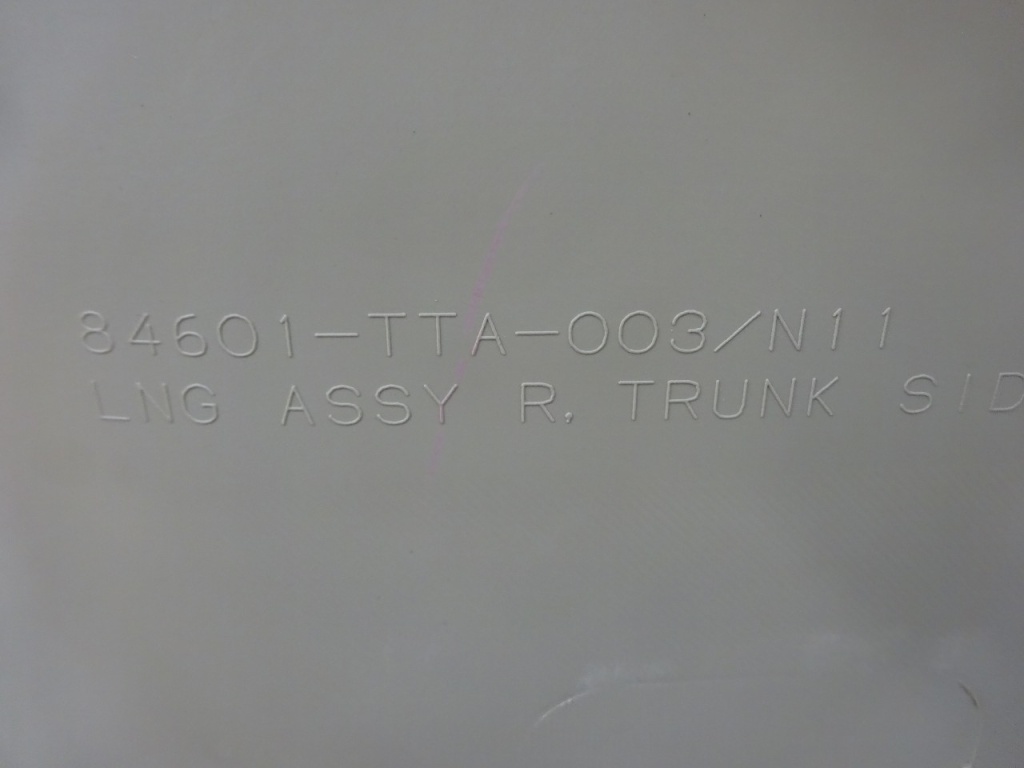 84601-TTA-003/N11
LNG ASSY R, TRUNK SID